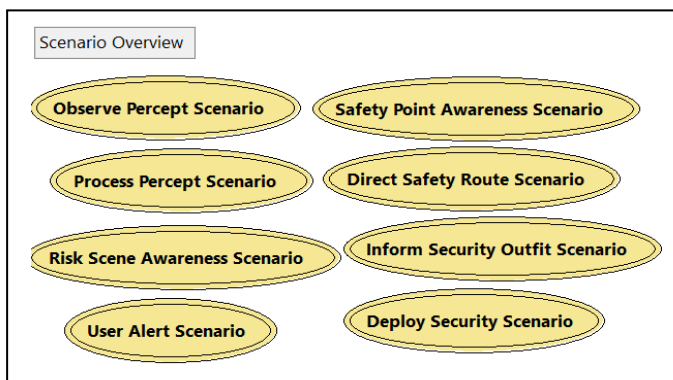 Scenario Overview
Observe Percept Scenario
Safety Point Awareness Scenario
Process Percept Scenario
Direct Safety Route Scenario
Risk Scene Awareness Scenario
Inform Security Outfit Scenario
User Alert Scenario
Deploy Security Scenario